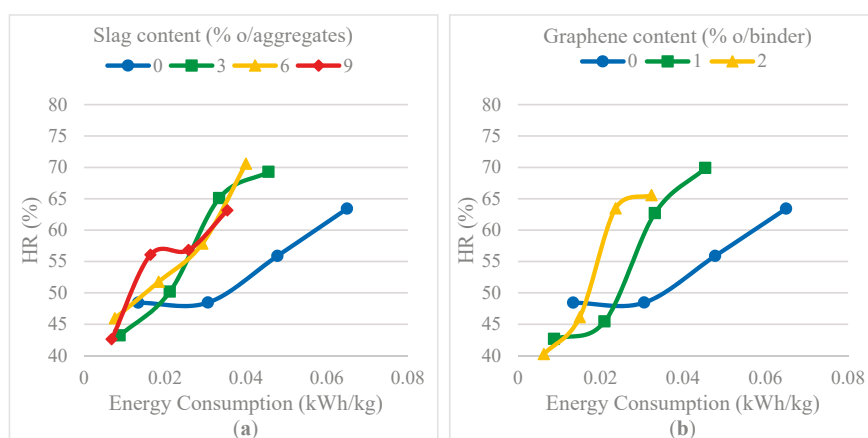 Slag content (% o/aggregates)
0 3 6 9
80
75
70
65
60
55
50
45
40
HR (%)
0 0.02 0.04 0.06 0.08
Energy Consumption (kWh/kg)
(a)
Graphene content (% o/binder)
0 1 2
80
75
70
65
60
55
50
45
40
HR (%)
0 0.02 0.04 0.06 0.08
Energy Consumption (kWh/kg)
(b)